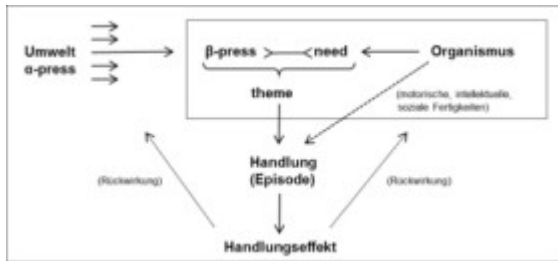 Umwelt
α-press
β-press
need
Organismus
theme
(motorische, intellektuelle,
soziale Fertigkeiten)
Handlung
(Episode)
(Rückwirkung)
(Rückwirkung)
Handlungseffekt